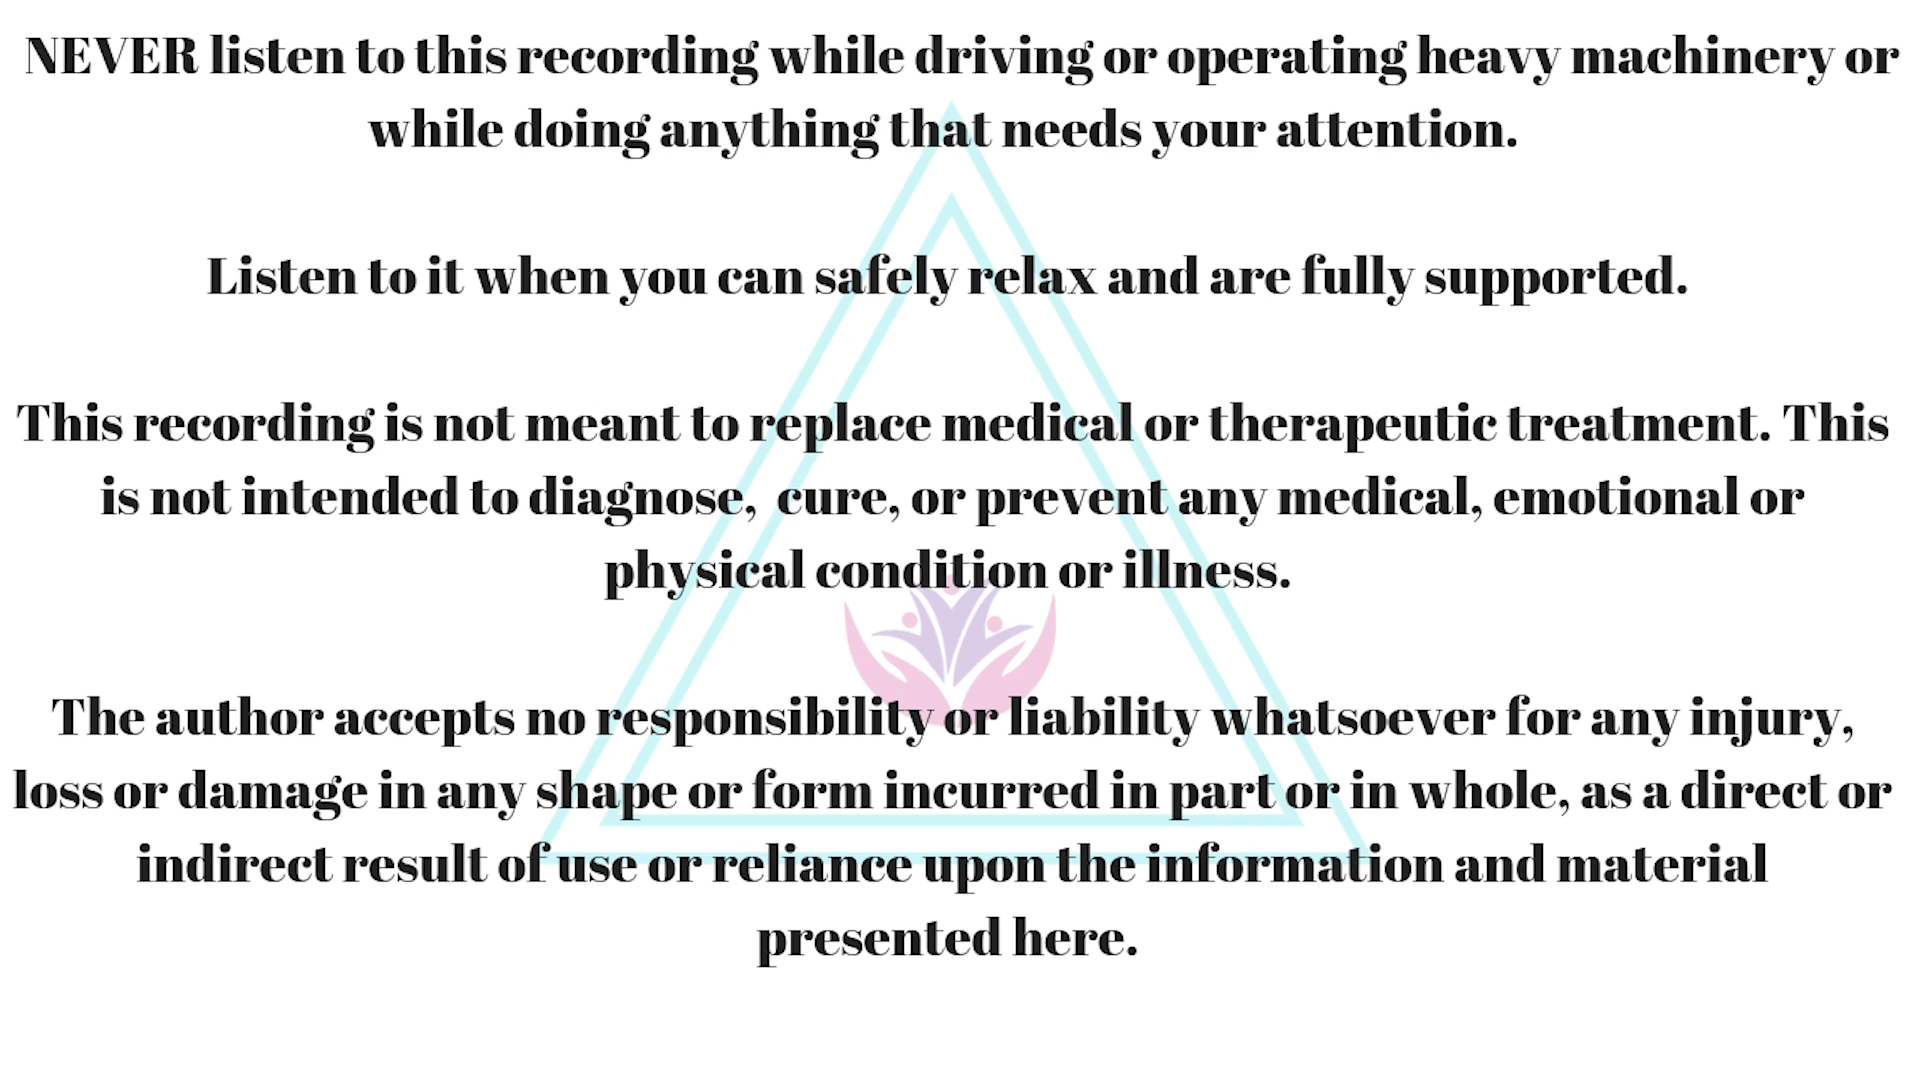 NEVER listen to this recording while driving or operating heavy machinery or
while doing anything that needs your attention.
Listen to it when you can safely relax and are fully supported.
This recording is not meant to replace medical or therapeutic treatment. This
is not intended to diagnose, cure, or prevent any medical, emotional or
physical condition or illness.
The author accepts no responsibility or liability whatsoever for any injury,
loss or damage in any shape or form incurred in part or in whole, as a direct or
indirect result of use or reliance upon the information and material
presented here.